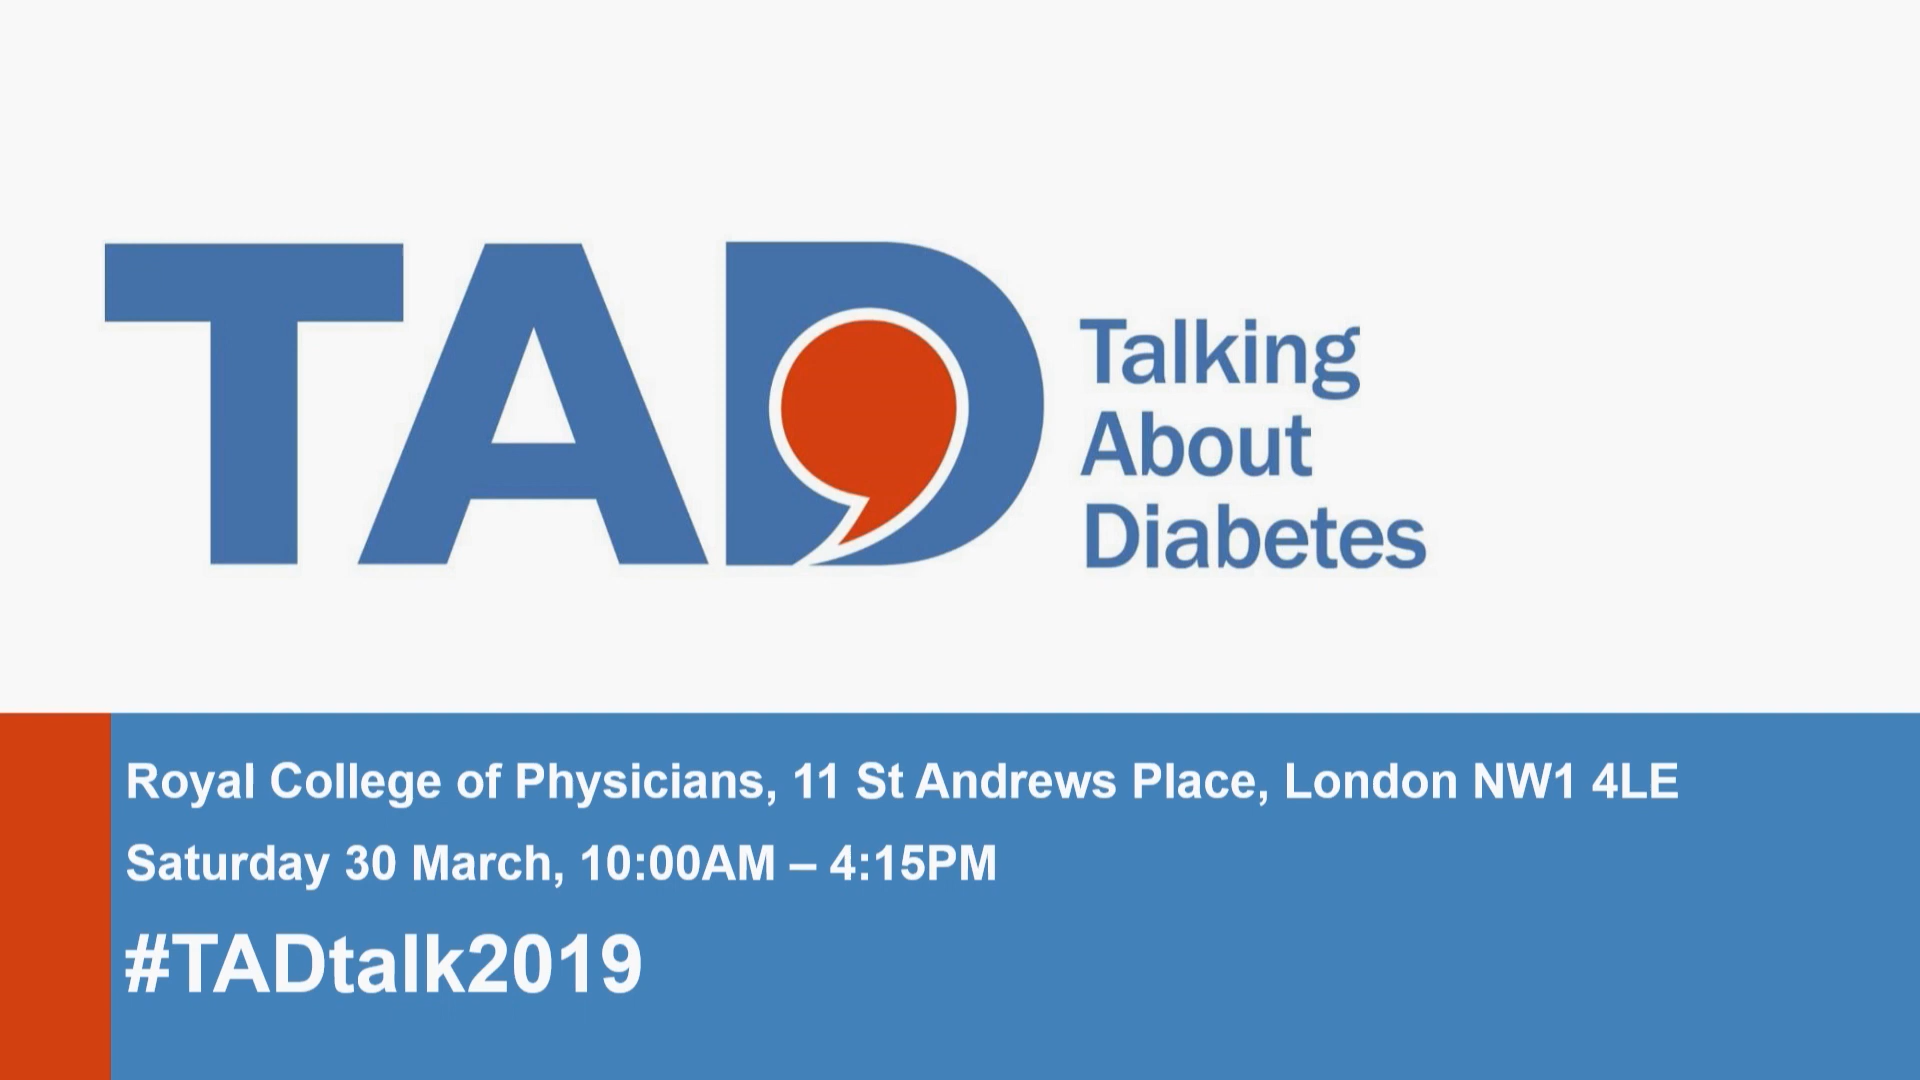 TAD
Talking
About
Diabetes
Royal College of Physicians, 11 St Andrews Place, London NW1 4LE
Saturday 30 March, 10:00AM – 4:15PM
#TADtalk2019